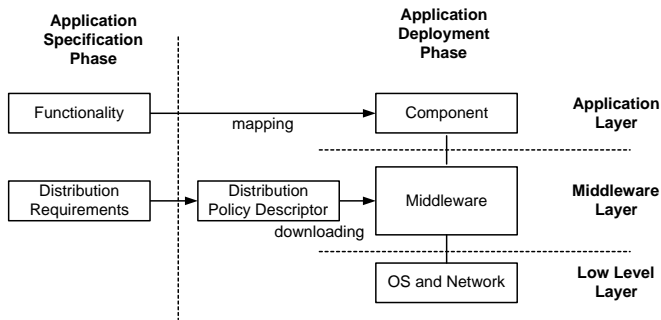 Application
Specification
Phase
Application
Deployment
Phase
Functionality
mapping
Component
Application
Layer
Distribution
Requirements
Distribution
Policy Descriptor
downloading
Middleware
Middleware
Layer
OS and Network
Low Level
Layer